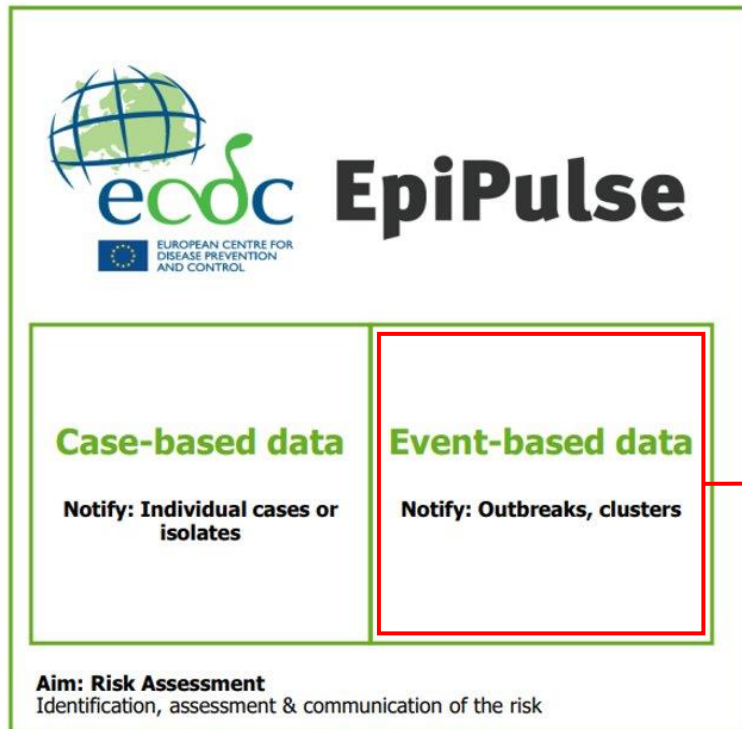 ecdc
EpiPulse
EUROPEAN CENTRE FOR
DISEASE PREVENTION
AND CONTROL
Case-based data
Notify: Individual cases or
isolates
Event-based data
Notify: Outbreaks, clusters
Aim: Risk Assessment
Identification, assessment & communication of the risk